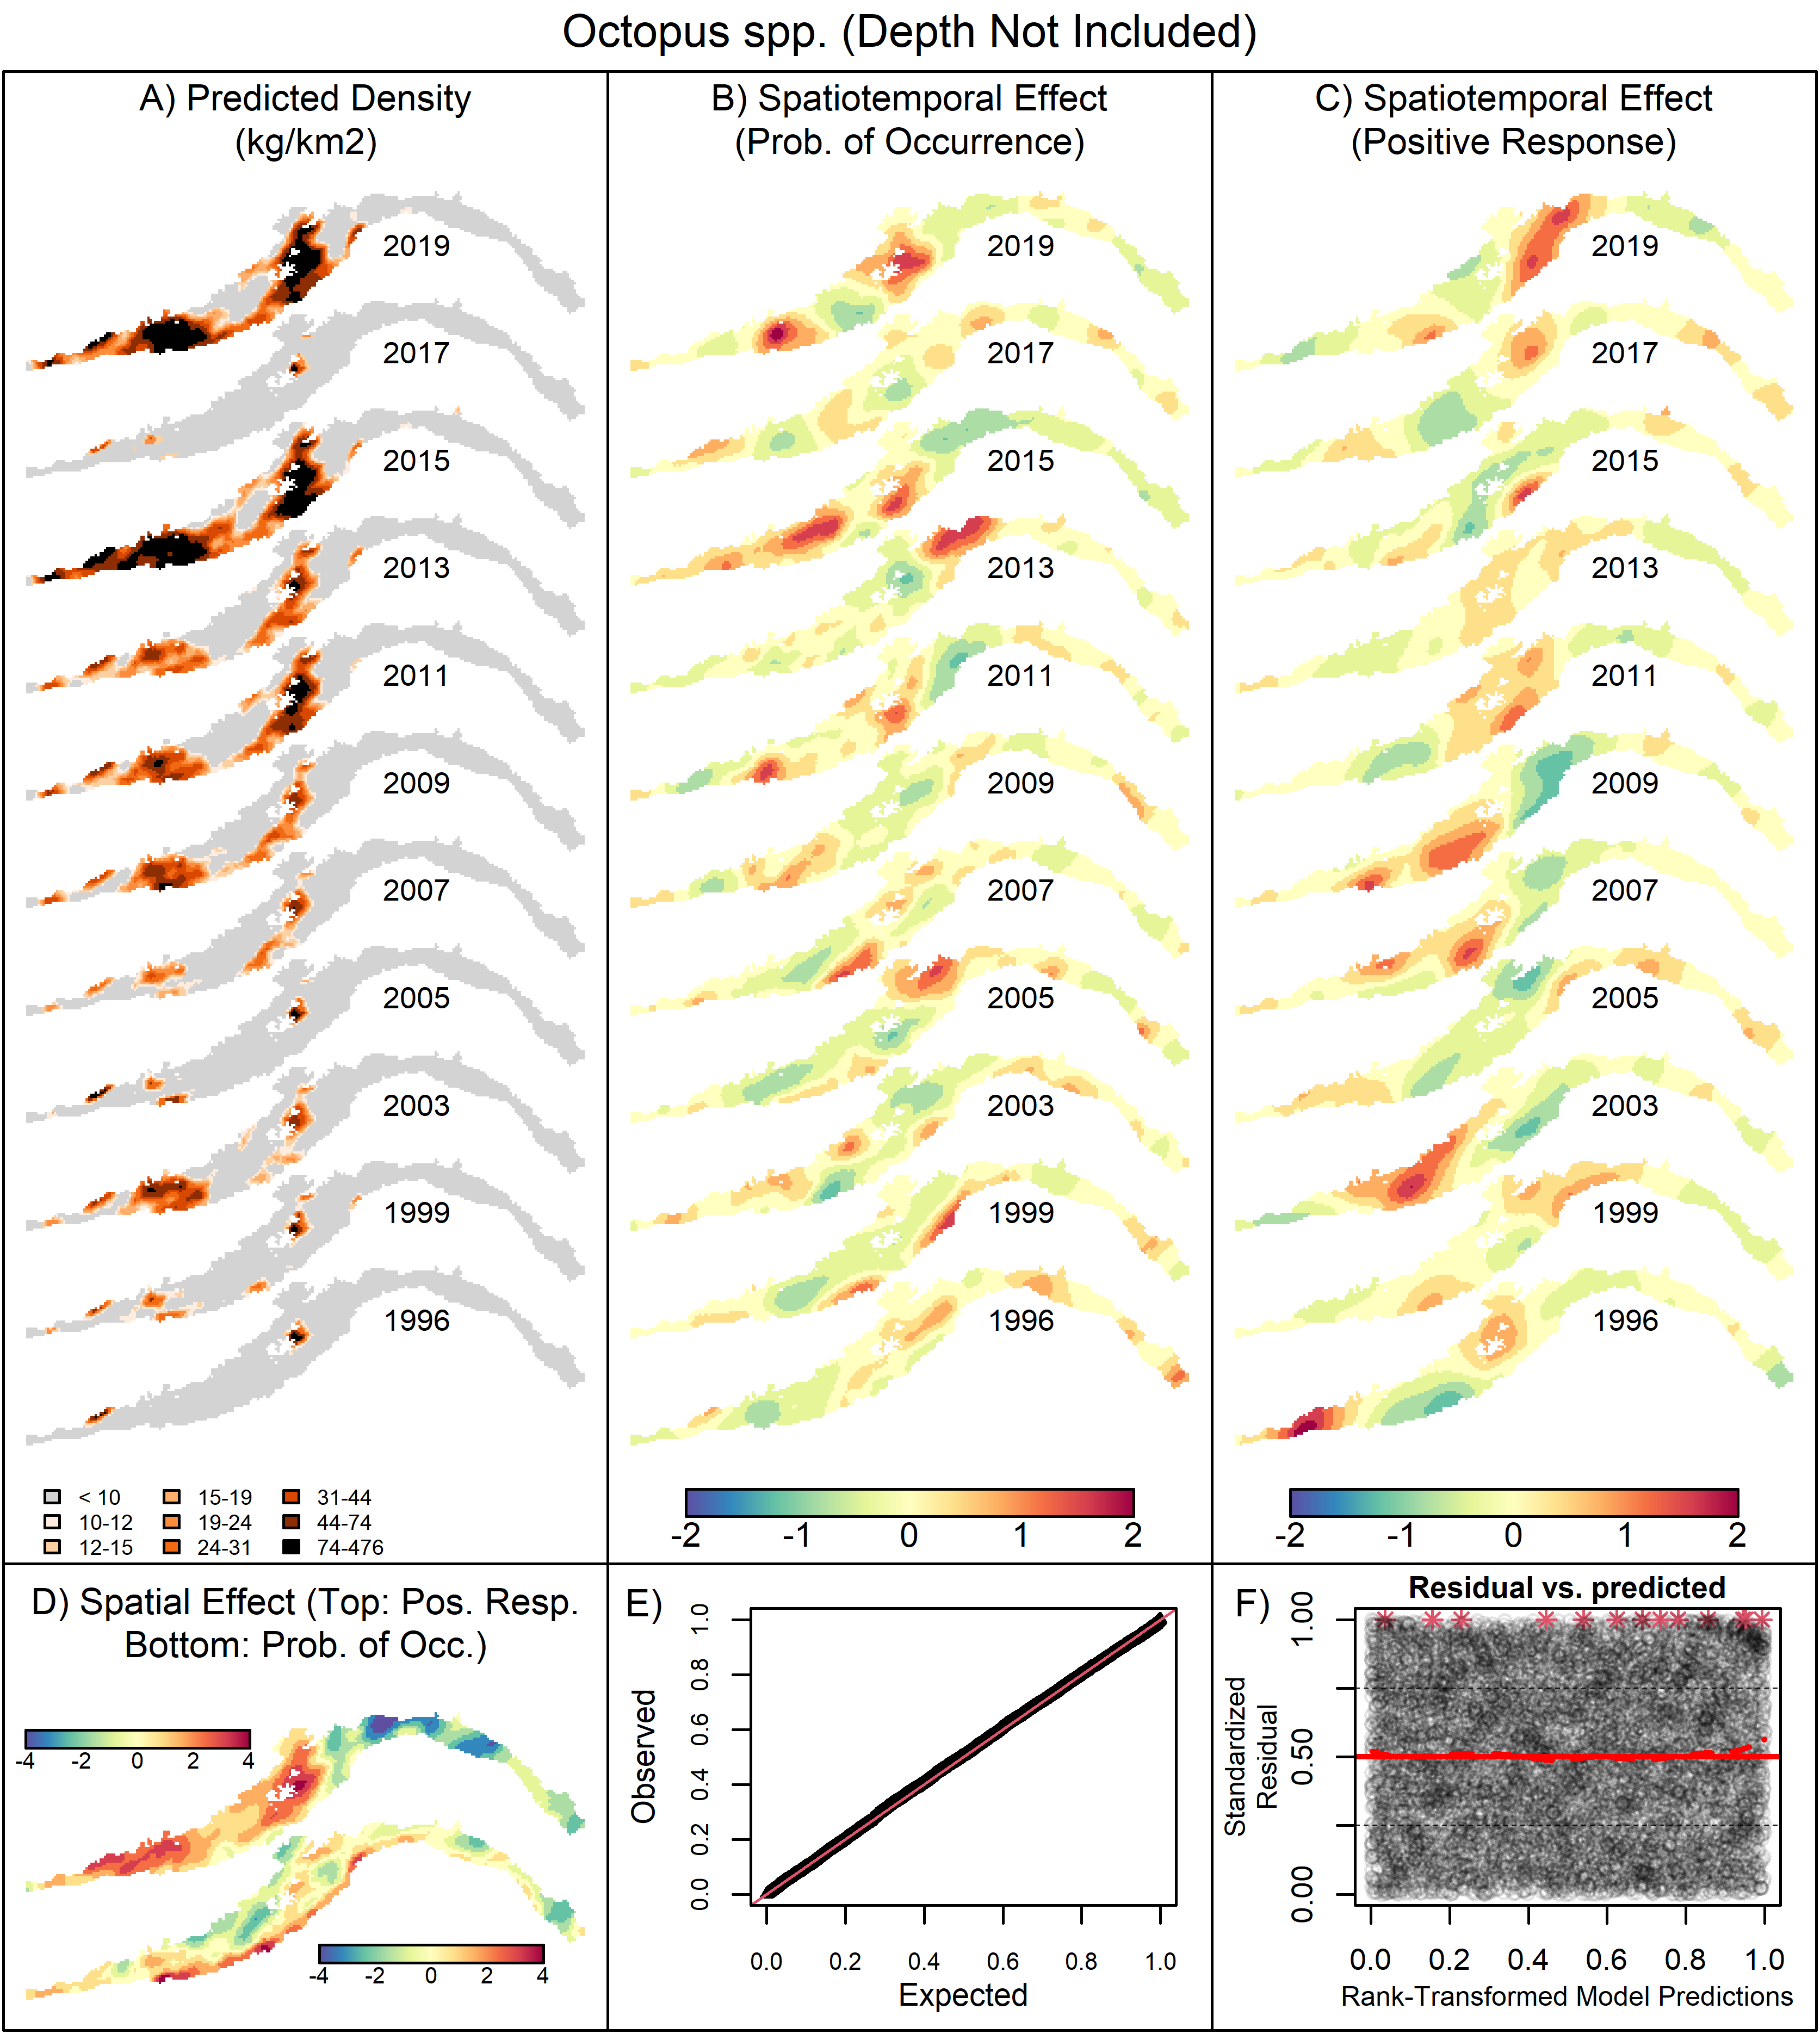 Octopus spp. (Depth Not Included)
A) Predicted Density
(kg/km2)
2019
2017
2015
2013
2011
2009
2007
2005
2003
1999
1996
< 10
10-12
12-15
15-19
19-24
24-31
31-44
44-74
74-476
B) Spatiotemporal Effect
(Prob. of Occurrence)
2019
2017
2015
2013
2011
2009
2007
2005
2003
1999
1996
-2 -1 0 1 2
C) Spatiotemporal Effect
(Positive Response)
2019
2017
2015
2013
2011
2009
2007
2005
2003
1999
1996
-2 -1 0 1 2
D) Spatial Effect (Top: Pos. Resp.
Bottom: Prob. of Occ.)
-4 -2 0 2 4
-4 -2 0 2 4
E)
Observed
1.0
0.8
0.6
0.4
0.2
0.0
0.0 0.2 0.4 0.6 0.8 1.0
Expected
F)
Residual vs. predicted
Standardized
Residual
1.00
0.50
0.00
0.0 0.2 0.4 0.6 0.8 1.0
Rank-Transformed Model Predictions